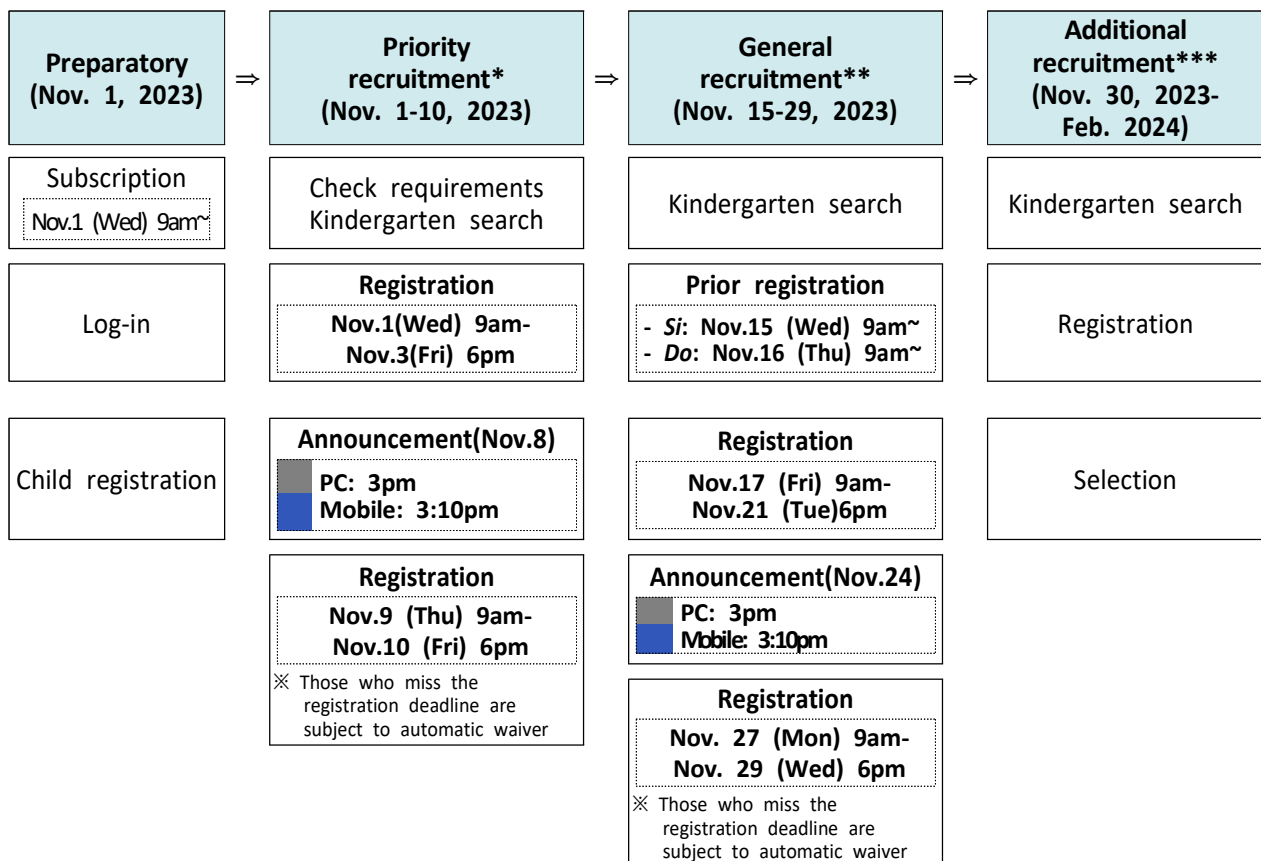 Preparatory
(Nov. 1, 2023)
⇒
Priority
recruitment*
(Nov. 1-10, 2023)
⇒
General
recruitment**
(Nov. 15-29, 2023)
⇒
Additional
recruitment***
(Nov. 30, 2023-
Feb. 2024)
Subscription
Nov.1 (Wed) 9am~
Check requirements
Kindergarten search
Kindergarten search
Kindergarten search
Log-in
Registration
Nov.1(Wed) 9am-
Nov.3(Fri) 6pm
Prior registration
- Si: Nov.15 (Wed) 9am~
- Do: Nov.16 (Thu) 9am~
Registration
Child registration
Announcement(Nov.8)
PC: 3pm
Mobile: 3:10pm
Registration
Nov.17 (Fri) 9am-
Nov.21 (Tue)6pm
Selection
Registration
Nov.9 (Thu) 9am-
Nov.10 (Fri) 6pm
※ Those who miss the
registration deadline are
subject to automatic waiver
Announcement(Nov.24)
PC: 3pm
Mobile: 3:10pm
Registration
Nov. 27 (Mon) 9am-
Nov. 29 (Wed) 6pm
※ Those who miss the
registration deadline are
subject to automatic waiver